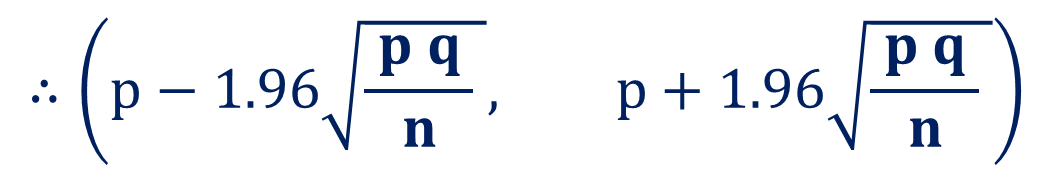 ∴ (p − 1.96√(p q / n), p + 1.96√(p q / n))